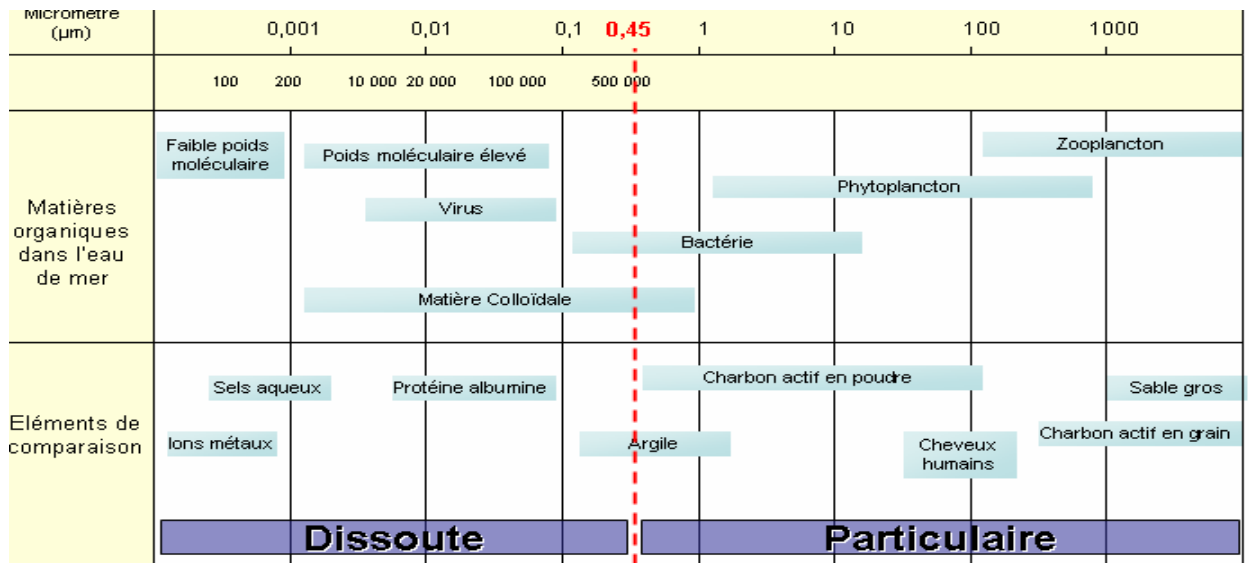 Micromètre
(µm)
0,001 0,01 0,1 0,45 1 10 100 1000
100 200 10 000 20 000 100 000 500 000
Matières
organiques
dans l'eau
de mer
Faible poids
moléculaire
Poids moléculaire élevé
Zooplancton
Phytoplancton
Virus
Bactérie
Matière Colloïdale
Eléments de
comparaison
Sels aqueux
Protéine albumine
Charbon actif en poudre
Sable gros
Ions métaux
Argile
Cheveux
humains
Charbon actif en grain
Dissoute
Particulaire